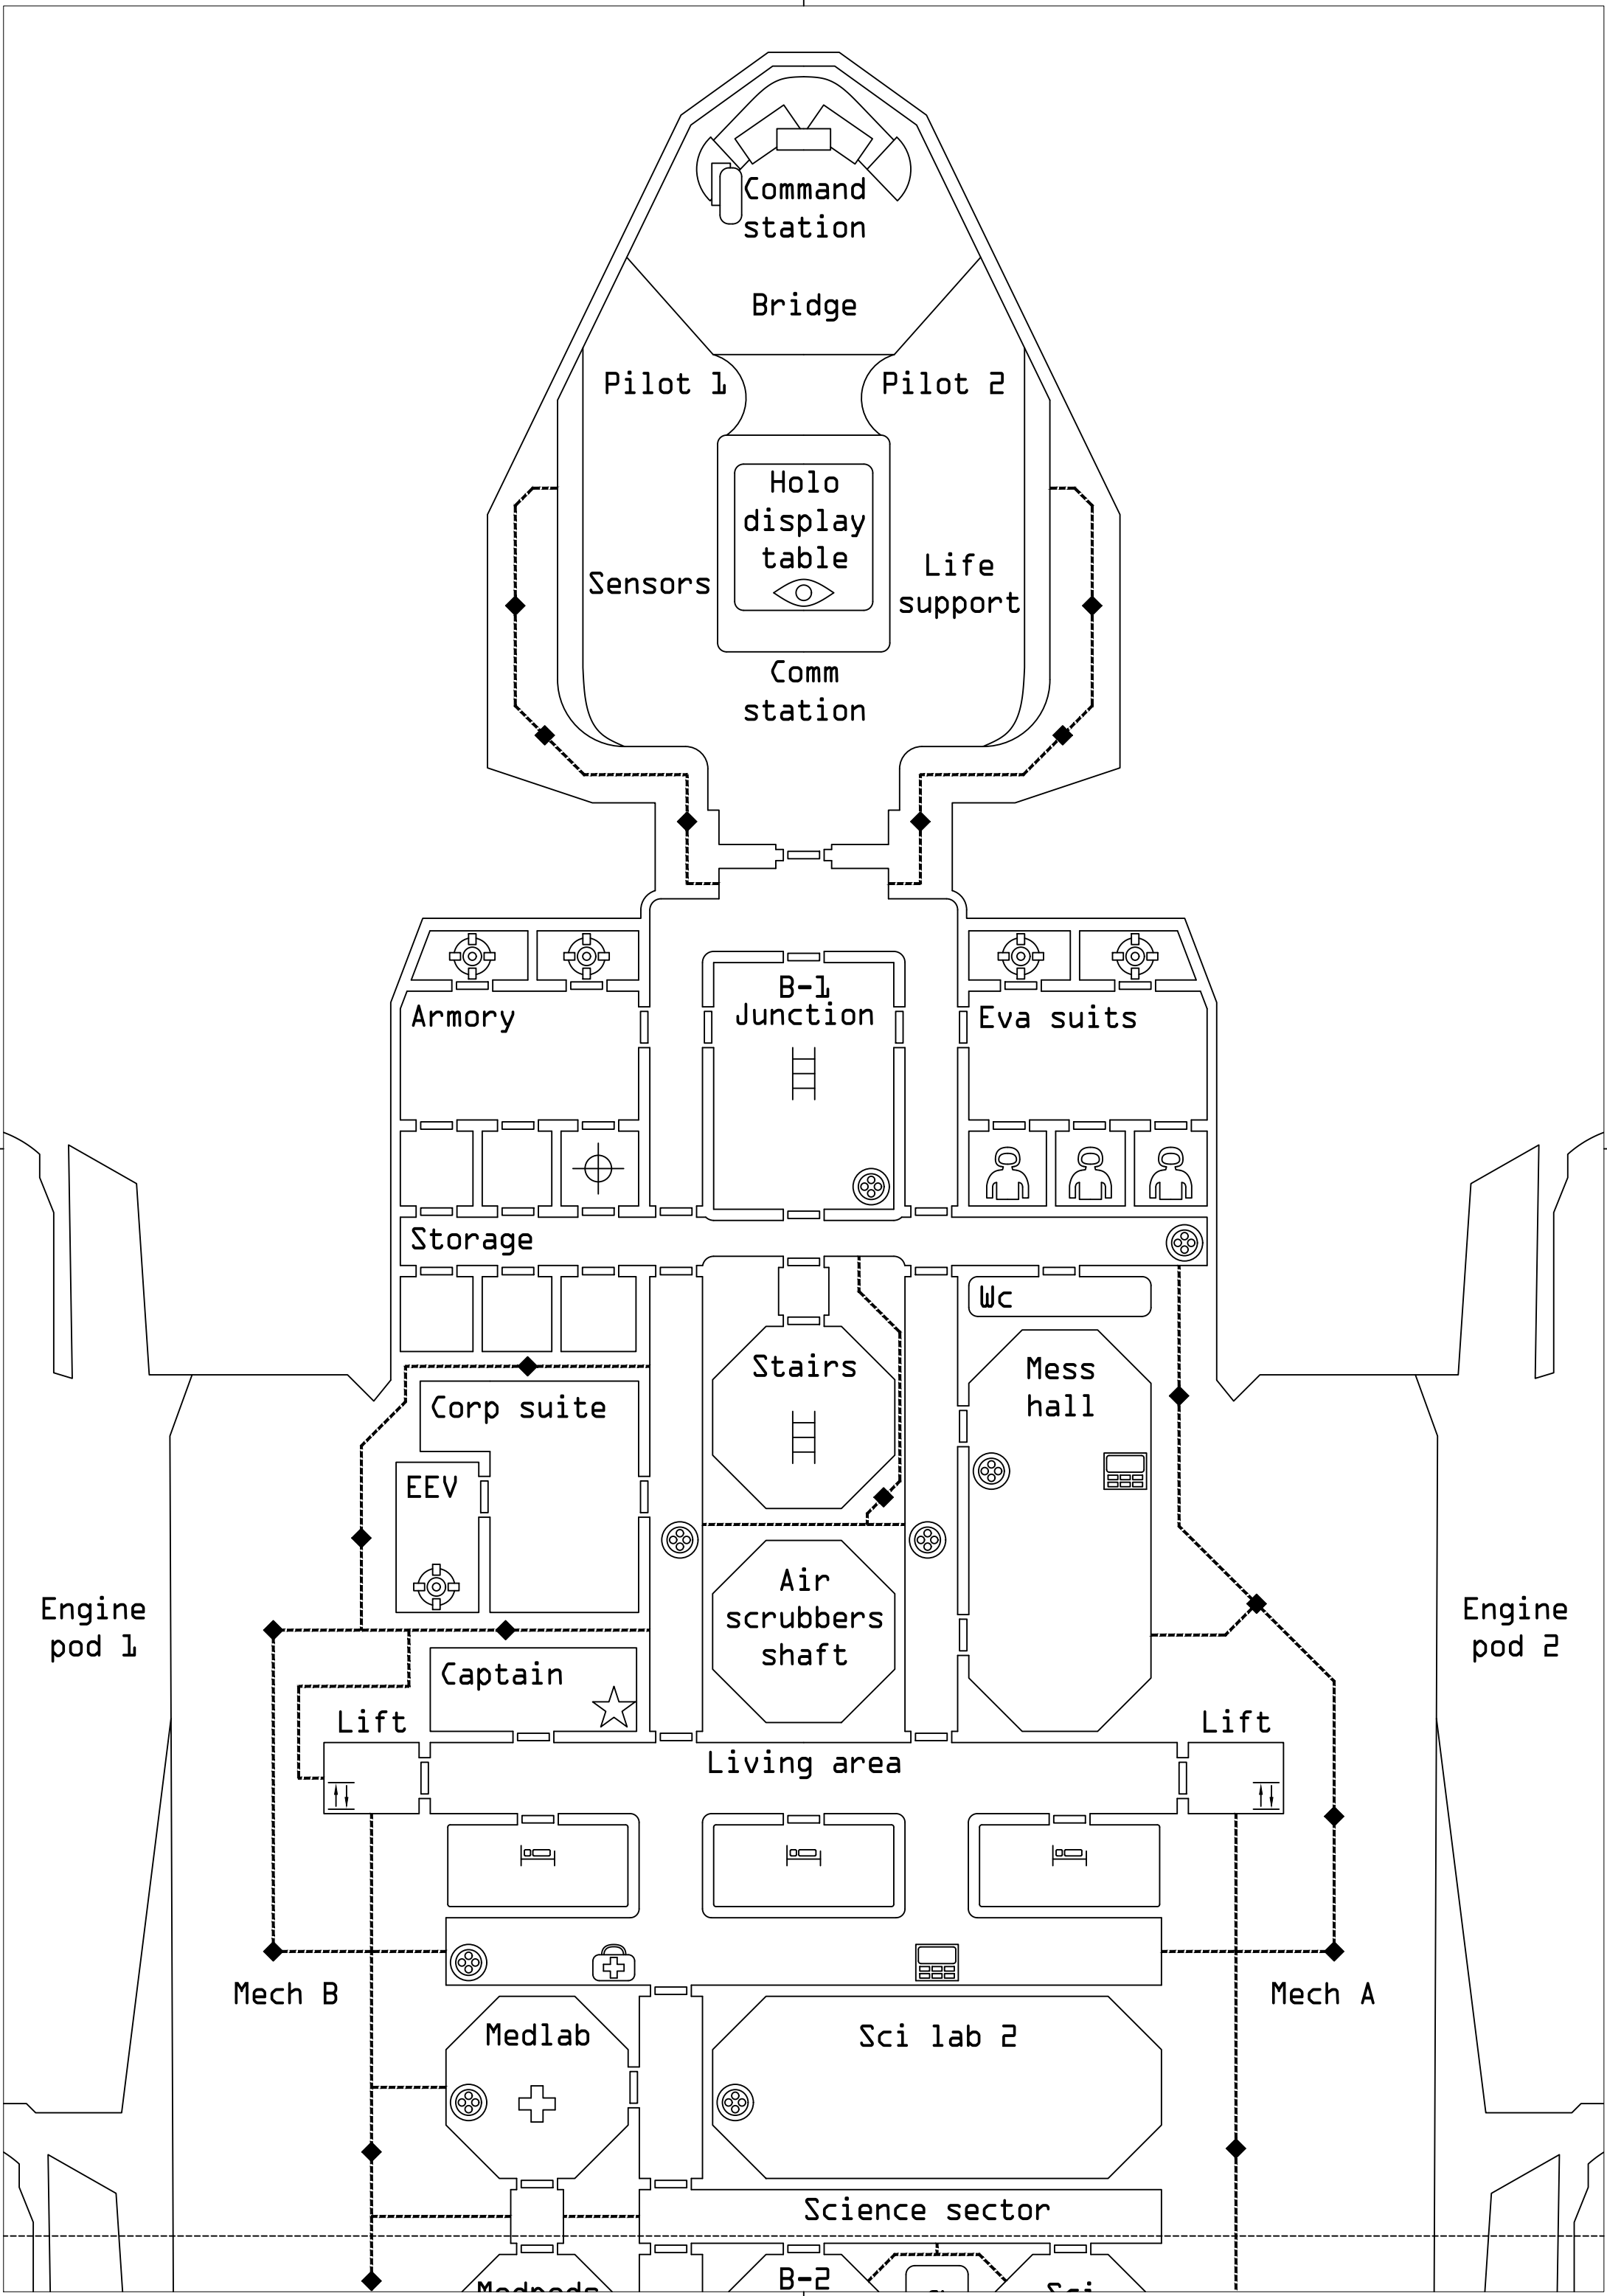 Command
station
Bridge
Pilot 1
Pilot 2
Holo
display
table
Sensors
Life
support
Comm
station
B-1
Junction
Armory
Eva suits
Storage
Wc
Stairs
Mess
hall
Corp suite
EEV
Air
scrubbers
shaft
Engine
pod 1
Engine
pod 2
Captain
Lift
Lift
Living area
Mech B
Mech A
Medlab
Sci lab 2
Science sector
B-2
Medpods
Sci